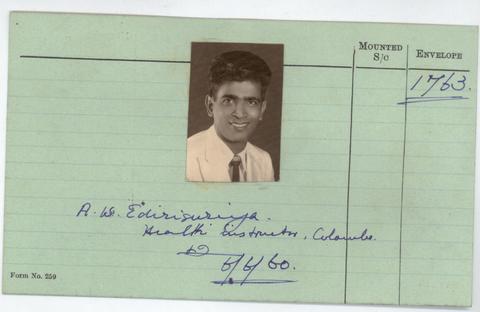 MOUNTED S/C
ENVELOPE
1763.
A. W. Edirisuriya.
Health Instructor, Colombo.
6/6/60.
Form No. 259